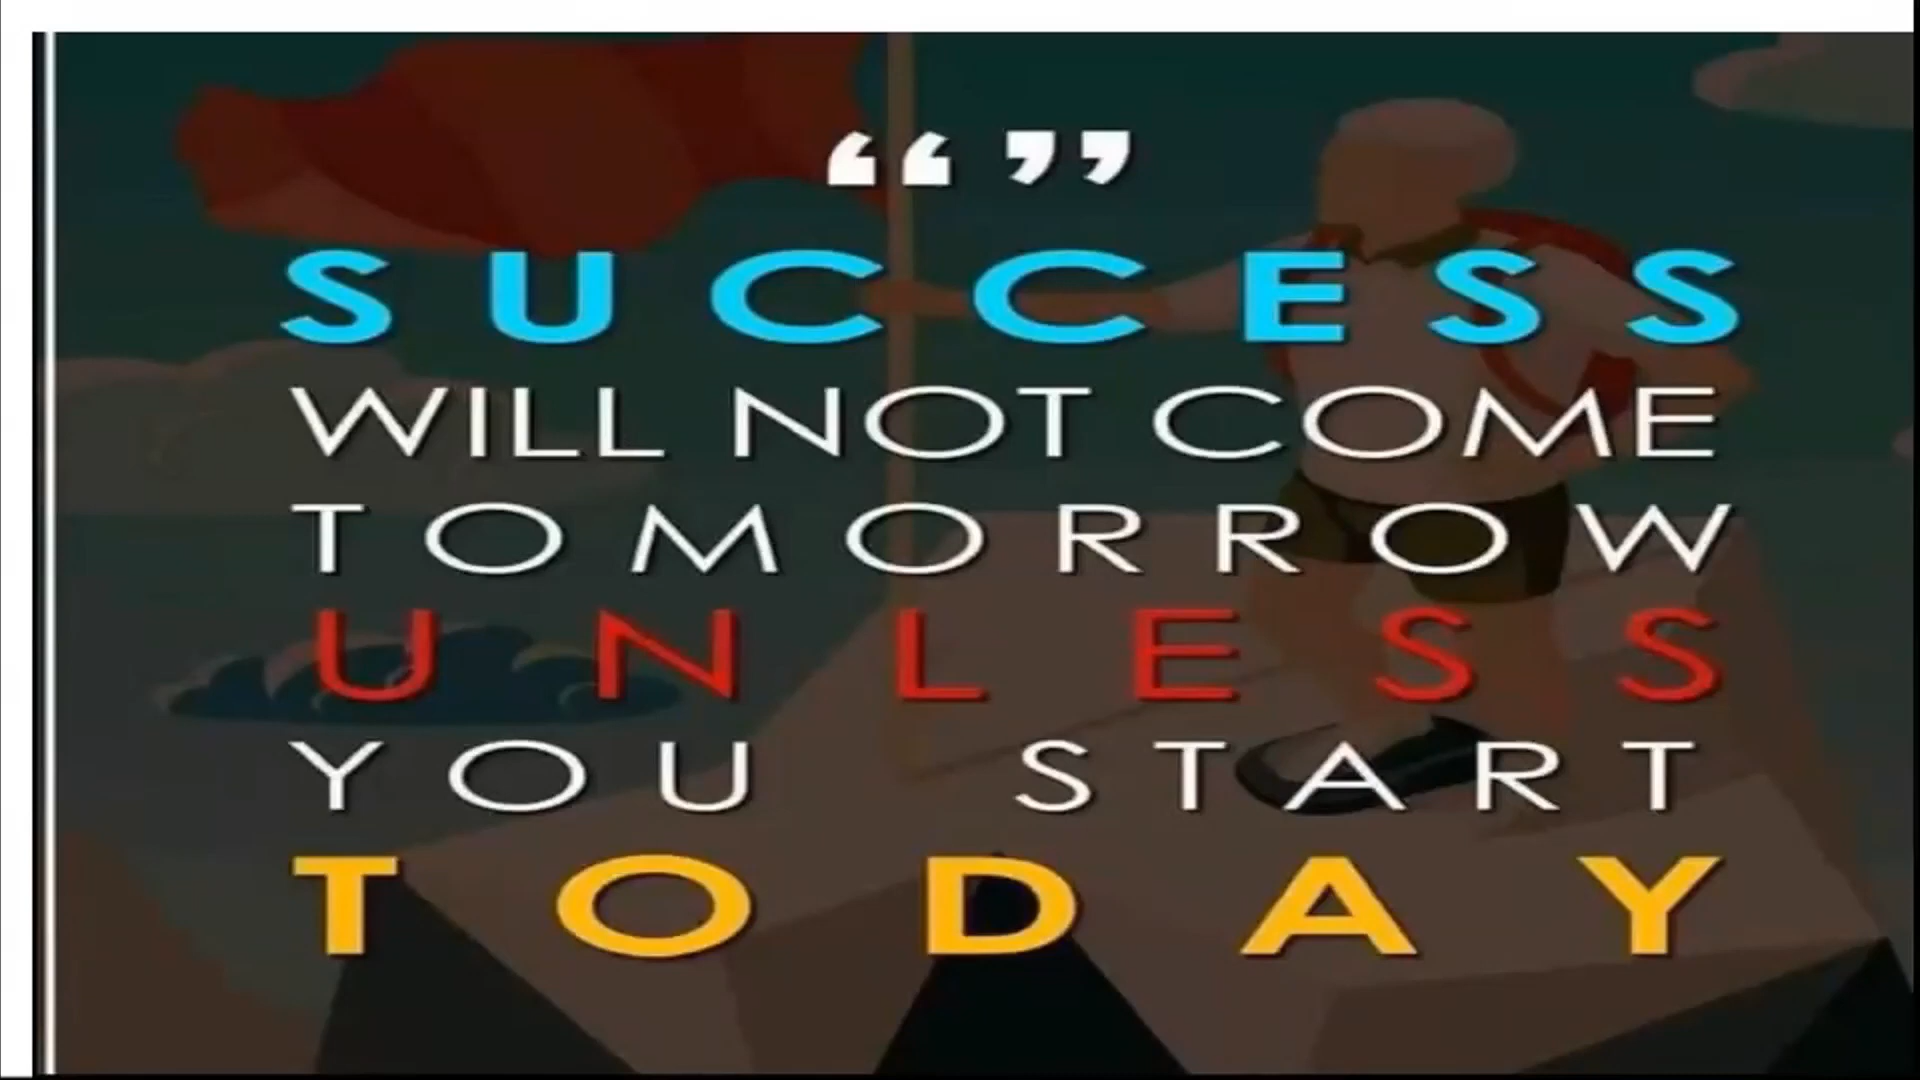 “ ”
SUCCESS
WILL NOT COME
TOMORROW
UNLESS
YOU START
TODAY